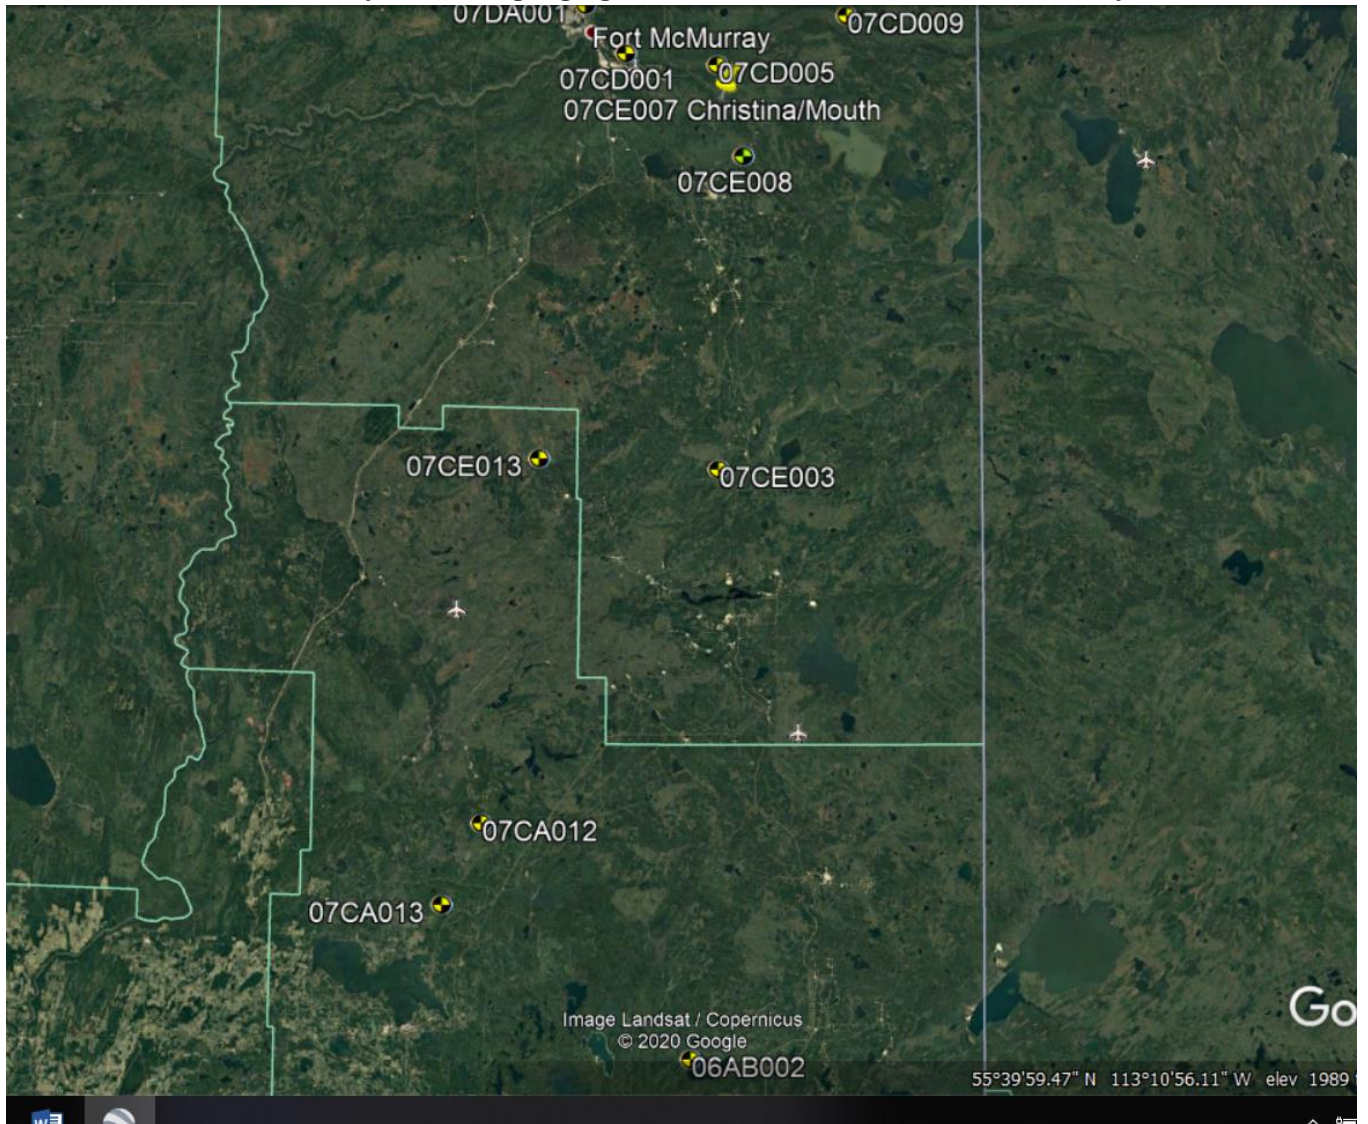 07DA001
07CD009
Fort McMurray
07CD001
07CD005
07CE007 Christina/Mouth
07CE008
07CE013
07CE003
07CA012
07CA013
Image Landsat / Copernicus
© 2020 Google
06AB002
Go
55°39'59.47" N 113°10'56.11" W elev 1989